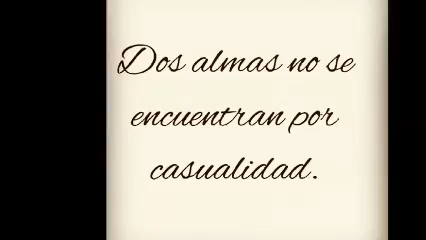 Dos almas no se
encuentran por
casualidad.